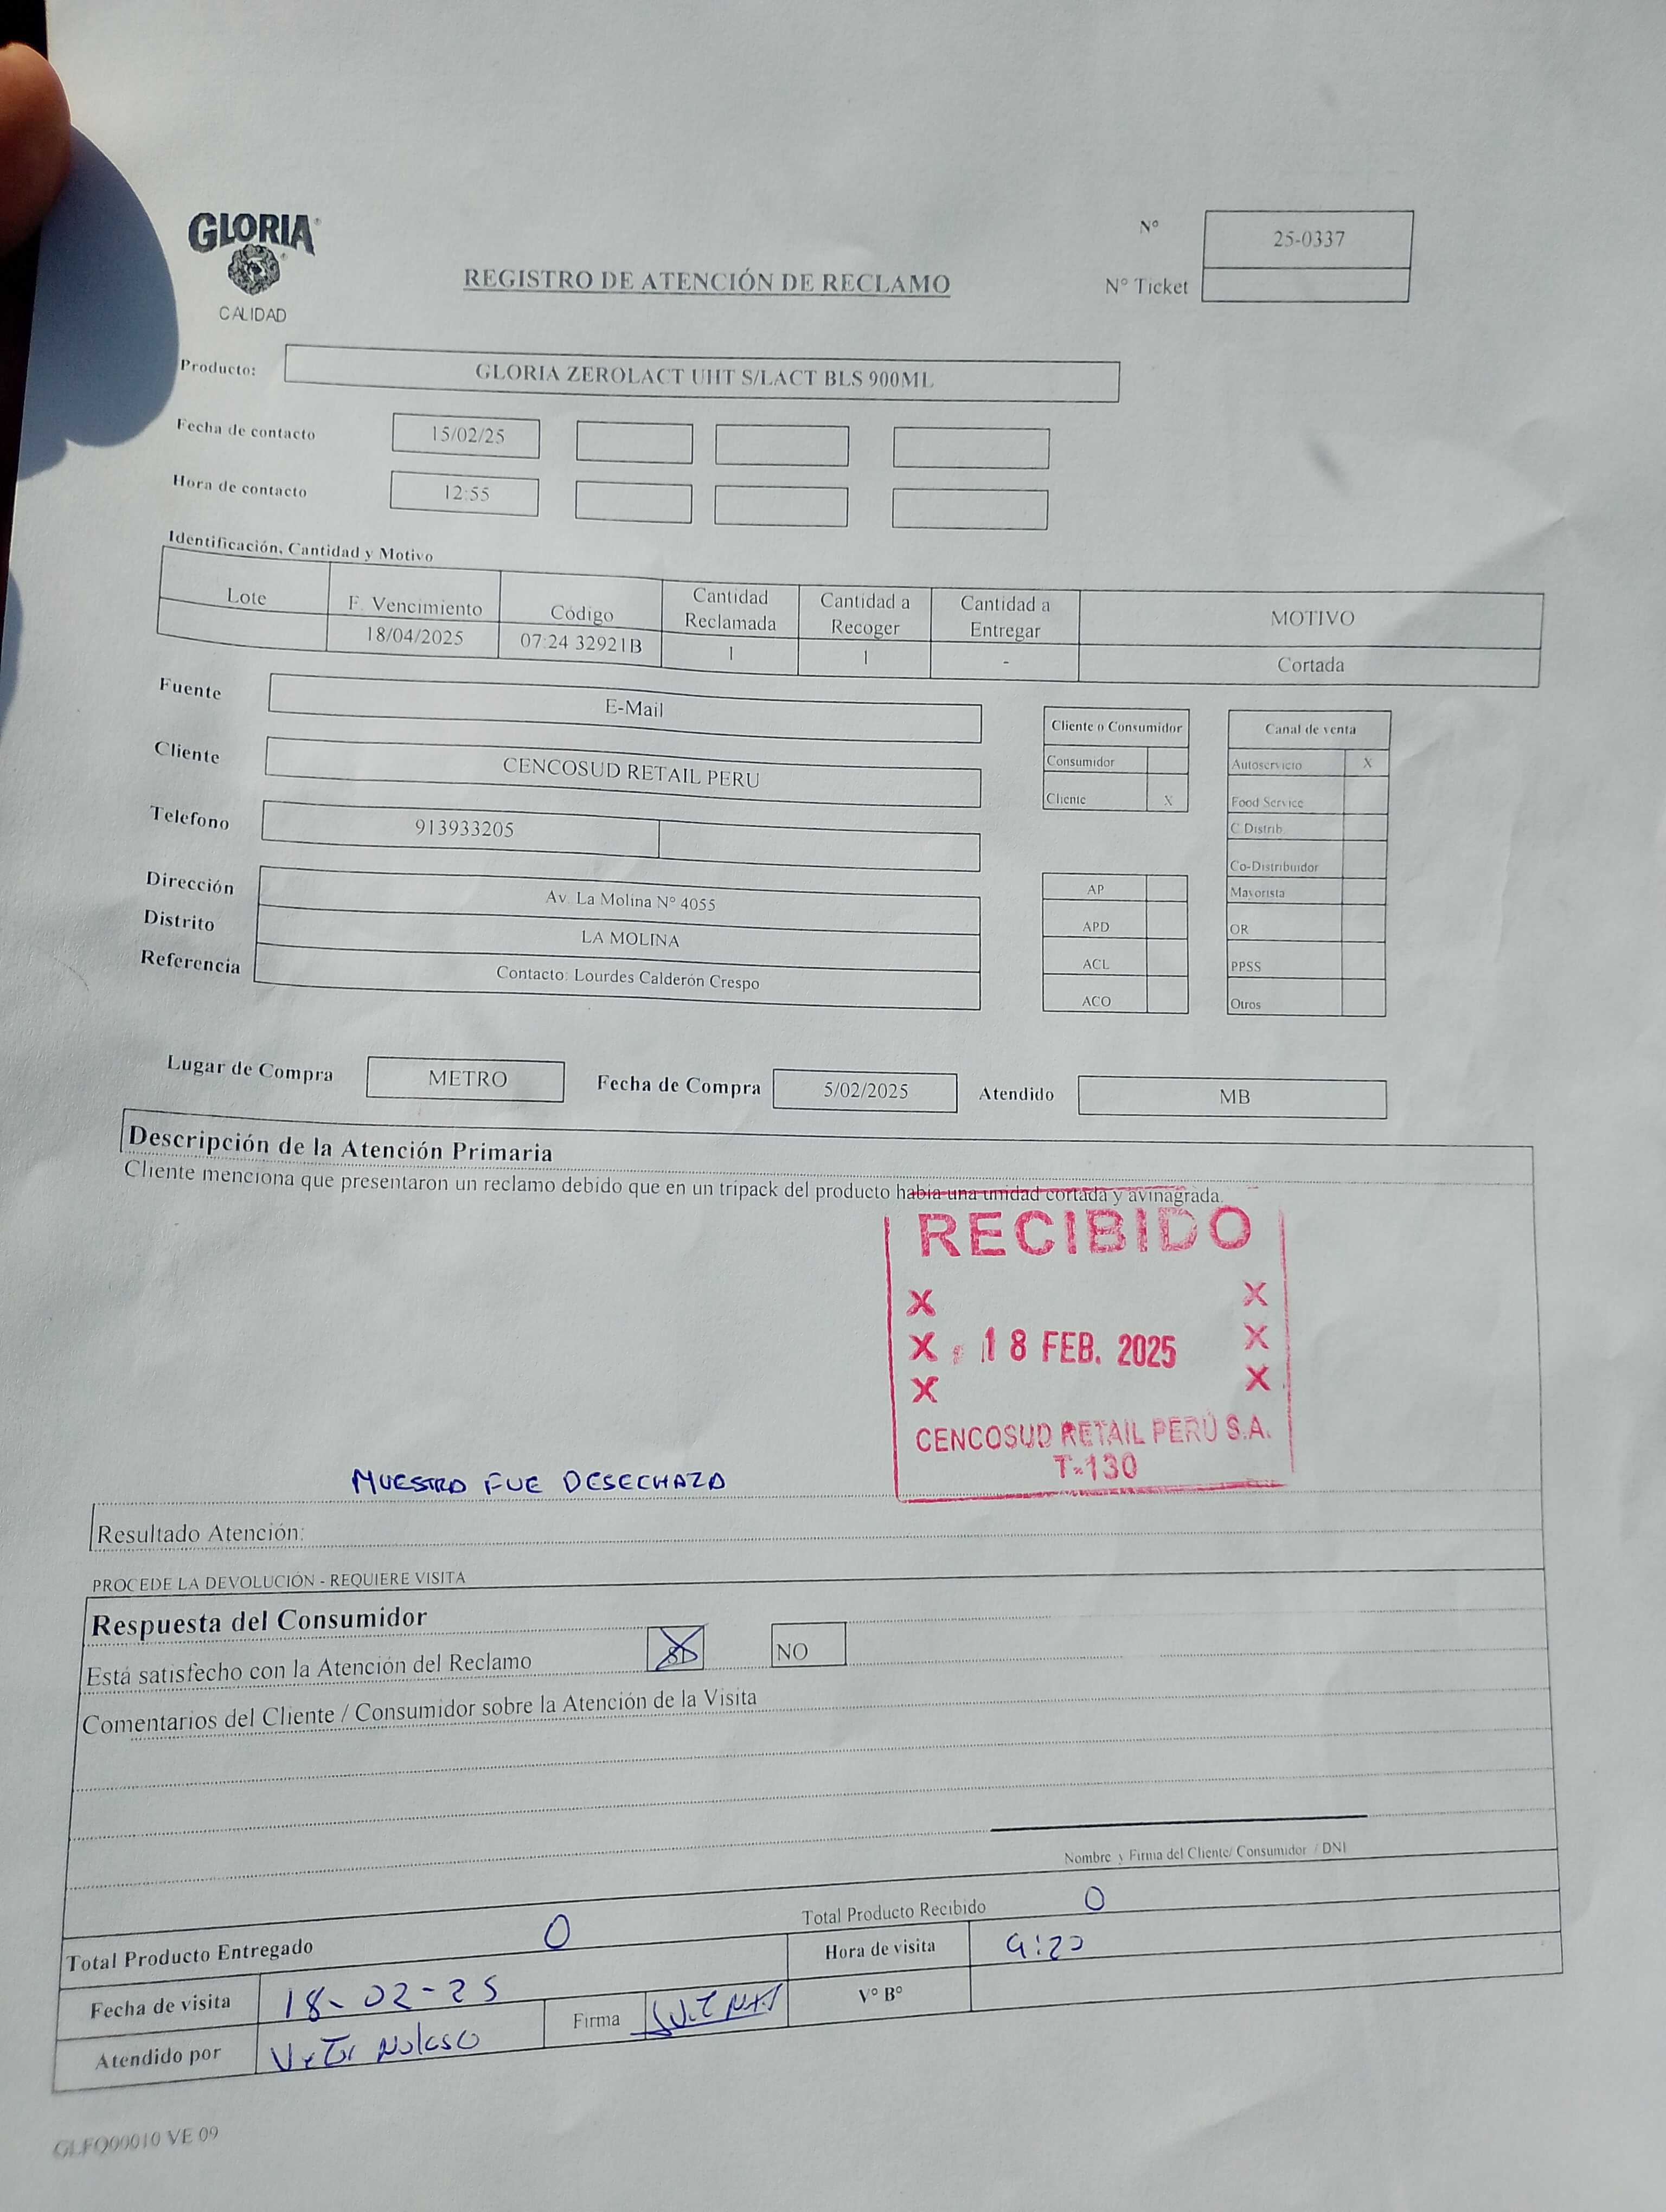 GLORIA
CALIDAD
REGISTRO DE ATENCIÓN DE RECLAMO
N° 25-0337
N° Ticket
Producto: GLORIA ZEROLACT UHT S/LACT BLS 900ML
Fecha de contacto 15/02/25
Hora de contacto 12:55
Identificación, Cantidad y Motivo
Lote F. Vencimiento Código Cantidad Reclamada Cantidad a Recoger Cantidad a Entregar MOTIVO
18/04/2025 07:24 32921B 1 1 - Cortada
Fuente E-Mail
Cliente CENCOSUD RETAIL PERU
Telefono 913933205
Dirección Av. La Molina N° 4055
Distrito LA MOLINA
Referencia Contacto: Lourdes Calderón Crespo
Cliente o Consumidor
Consumidor
Cliente X
AP
APD
ACL
ACO
Canal de venta
Autoservicio X
Food Service
C.Distrib.
Co-Distribuidor
Mayorista
OR
PPSS
Otros
Lugar de Compra METRO Fecha de Compra 5/02/2025 Atendido MB
Descripción de la Atención Primaria
Cliente menciona que presentaron un reclamo debido que en un tripack del producto había una unidad cortada y avinagrada.
RECIBIDO
X X
X 18 FEB. 2025 X
X X
CENCOSUD RETAIL PERÚ S.A.
T-130
MUESTRA FUE DESECHADA
Resultado Atención:
PROCEDE LA DEVOLUCIÓN - REQUIERE VISITA
Respuesta del Consumidor
Está satisfecho con la Atención del Reclamo SI NO
Comentarios del Cliente / Consumidor sobre la Atención de la Visita
Nombre y Firma del Cliente/ Consumidor / DNI
Total Producto Entregado 0 Total Producto Recibido 0
Fecha de visita 18-02-25 Hora de visita 9:20
Atendido por Firma V° B°
GLFQ00010 VE 09